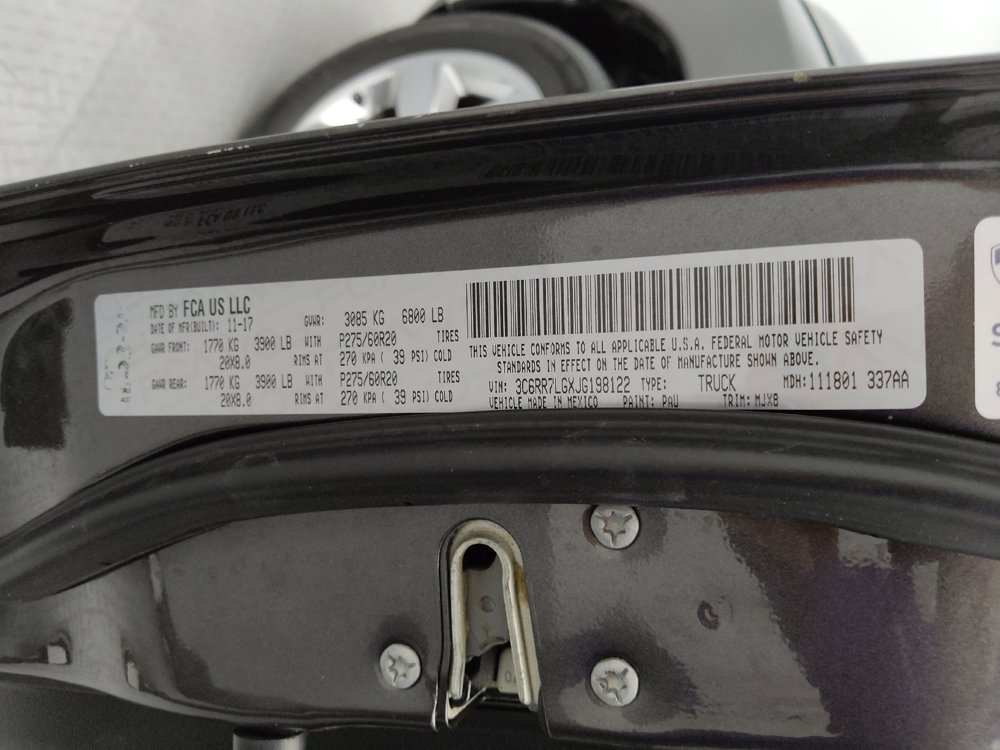 MFD BY FCA US LLC
DATE OF MFR(BUILT): 11-17 GVWR: 3085 KG 6800 LB
GAWR FRONT: 1770 KG 3900 LB WITH P275/60R20 TIRES
20X8.0 RIMS AT 270 KPA ( 39 PSI) COLD
GAWR REAR: 1770 KG 3900 LB WITH P275/60R20 TIRES
20X8.0 RIMS AT 270 KPA ( 39 PSI) COLD
THIS VEHICLE CONFORMS TO ALL APPLICABLE U.S.A. FEDERAL MOTOR VEHICLE SAFETY
STANDARDS IN EFFECT ON THE DATE OF MANUFACTURE SHOWN ABOVE.
VIN: 3C6RR7LGXJG198122 TYPE: TRUCK MDH:111801 337AA
VEHICLE MADE IN MEXICO PAINT: PAU TRIM: MJX8